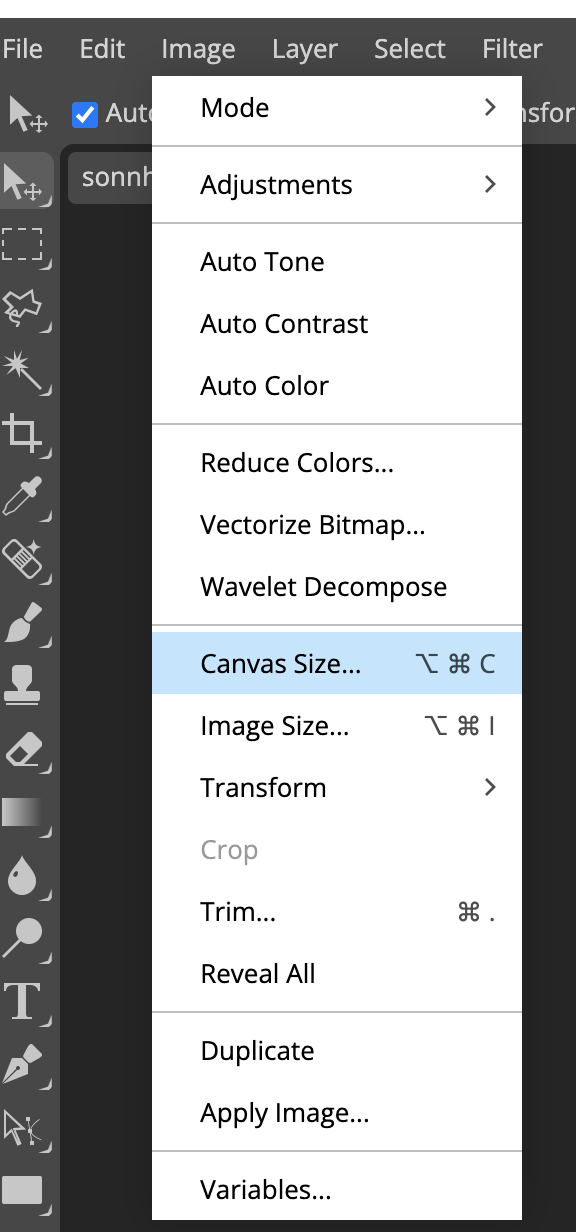 File Edit Image Layer Select Filter
Auto
nsfor
sonnh
Mode
Adjustments
Auto Tone
Auto Contrast
Auto Color
Reduce Colors...
Vectorize Bitmap...
Wavelet Decompose
Canvas Size... ⌥ ⌘ C
Image Size... ⌥ ⌘ I
Transform
Crop
Trim... ⌘ .
Reveal All
Duplicate
Apply Image...
Variables...